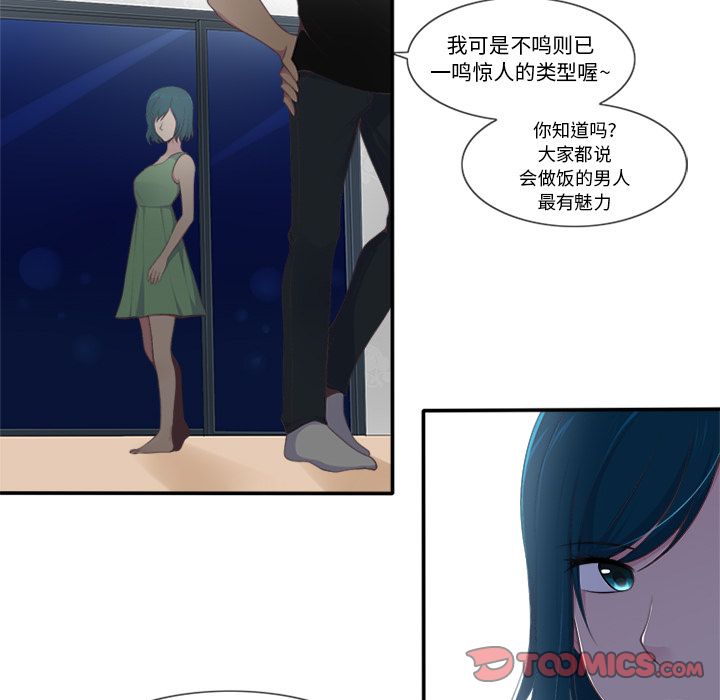 我可是不鸣则已
一鸣惊人的类型喔~
你知道吗?
大家都说
会做饭的男人
最有魅力
TOOMICS.COM